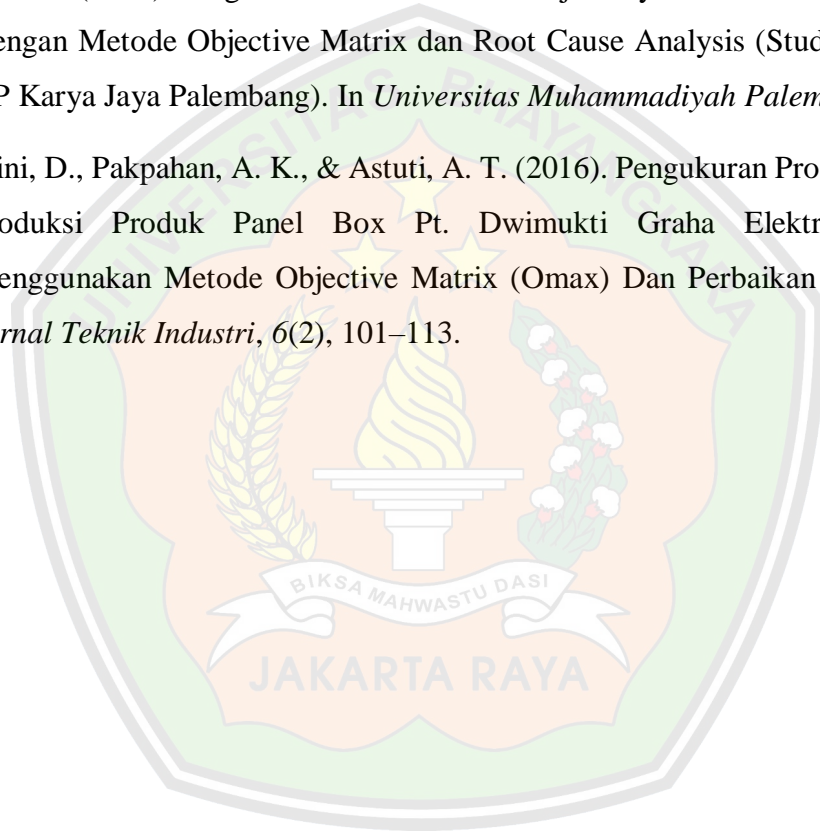 engan Metode Objective Matrix dan Root Cause Analysis (Stud
P Karya Jaya Palembang). In Universitas Muhammadiyah Palem
ini, D., Pakpahan, A. K., & Astuti, A. T. (2016). Pengukuran Pro
oduksi Produk Panel Box Pt. Dwimukti Graha Elektr
enggunakan Metode Objective Matrix (Omax) Dan Perbaikan
rnal Teknik Industri, 6(2), 101–113.
UNIVERSITAS BHAYANGKARA
BIKSA MAHWASTU DASI
JAKARTA RAYA